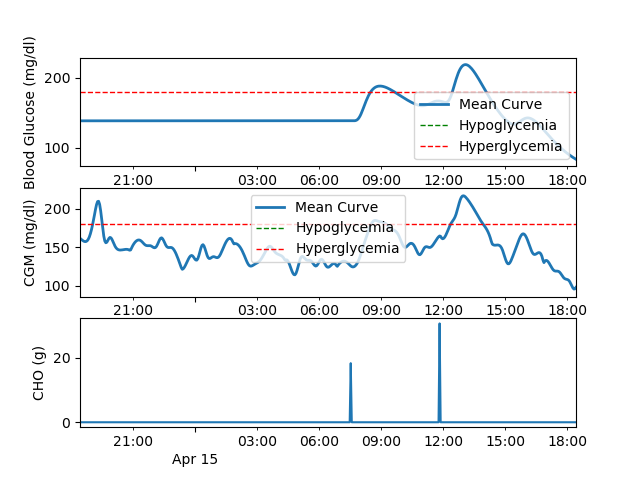 Blood Glucose (mg/dl)
200
100
Mean Curve
Hypoglycemia
Hyperglycemia
21:00 03:00 06:00 09:00 12:00 15:00 18:00
CGM (mg/dl)
200
150
100
Mean Curve
Hypoglycemia
Hyperglycemia
21:00 03:00 06:00 09:00 12:00 15:00 18:00
CHO (g)
20
0
21:00 03:00 06:00 09:00 12:00 15:00 18:00
Apr 15